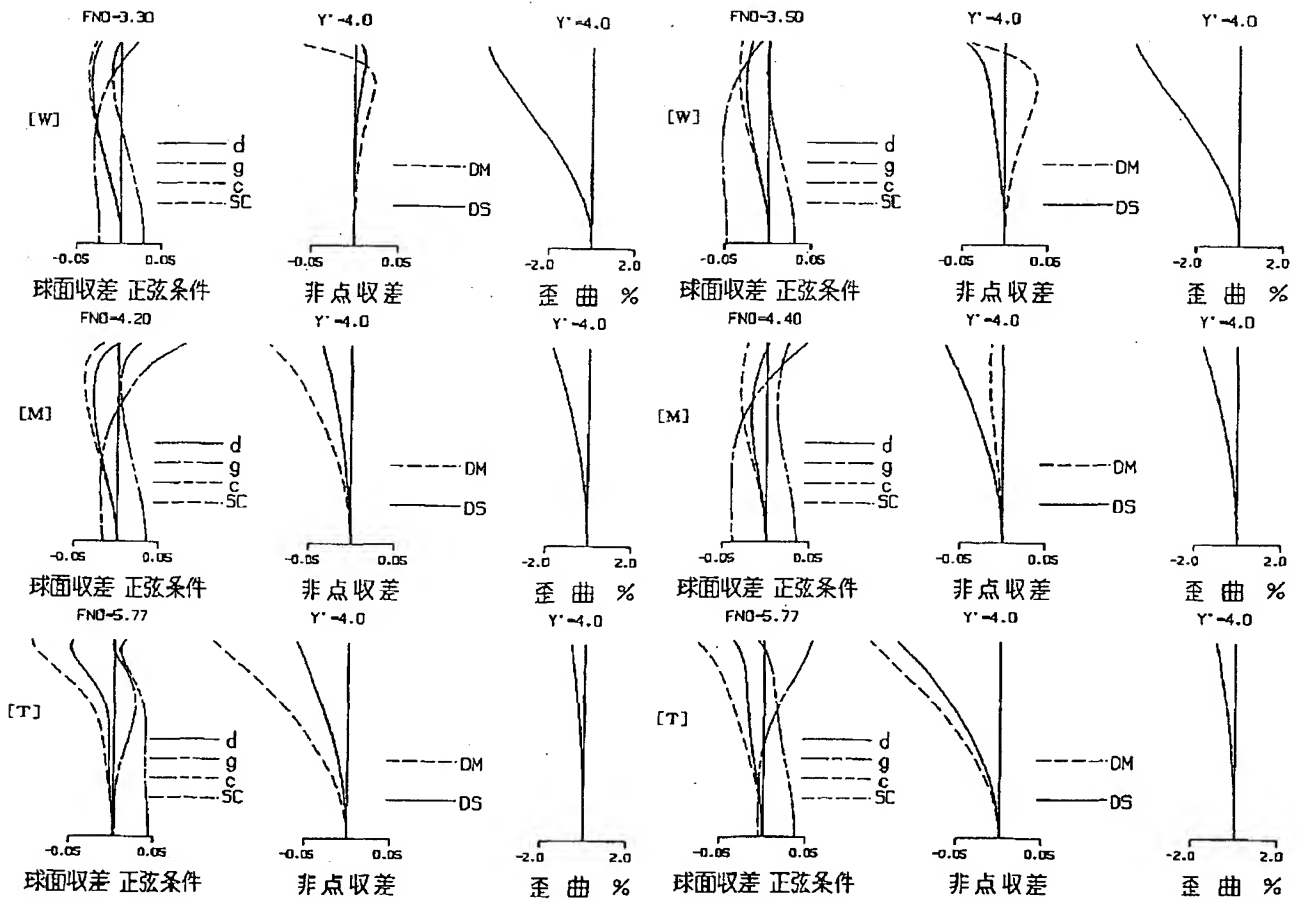 FNO=3.30 Y'=4.0 Y'=4.0 FNO=3.50 Y'=4.0 Y'=4.0
[W] [W]
d d
g DM g DM
c c
SC DS SC DS
-0.05 0.05 -0.05 0.05 -2.0 2.0 -0.05 0.05 -0.05 0.05 -2.0 2.0
球面収差 正弦条件 非点収差 歪曲 % 球面収差 正弦条件 非点収差 歪曲 %
FNO=4.20 Y'=4.0 Y'=4.0 FNO=4.40 Y'=4.0 Y'=4.0
[M] [M]
d d
g DM g DM
c c
SC DS SC DS
-0.05 0.05 -0.05 0.05 -2.0 2.0 -0.05 0.05 -0.05 0.05 -2.0 2.0
球面収差 正弦条件 非点収差 歪曲 % 球面収差 正弦条件 非点収差 歪曲 %
FNO=5.77 Y'=4.0 Y'=4.0 FNO=5.77 Y'=4.0 Y'=4.0
[T] [T]
d d
g DM g DM
c c
SC DS SC DS
-0.05 0.05 -0.05 0.05 -2.0 2.0 -0.05 0.05 -0.05 0.05 -2.0 2.0
球面収差 正弦条件 非点収差 歪曲 % 球面収差 正弦条件 非点収差 歪曲 %